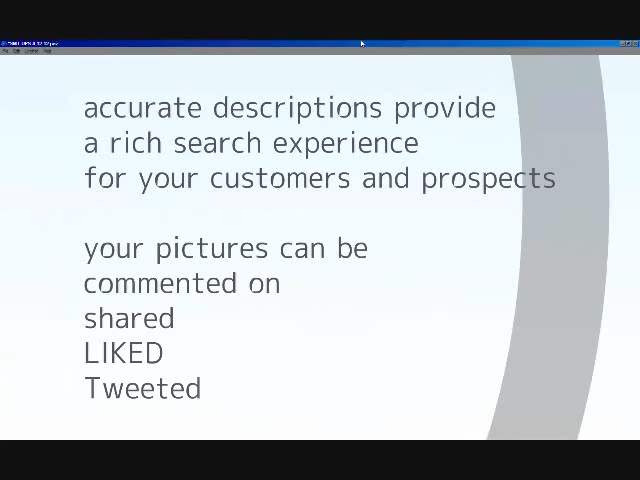 accurate descriptions provide
a rich search experience
for your customers and prospects
your pictures can be
commented on
shared
LIKED
Tweeted